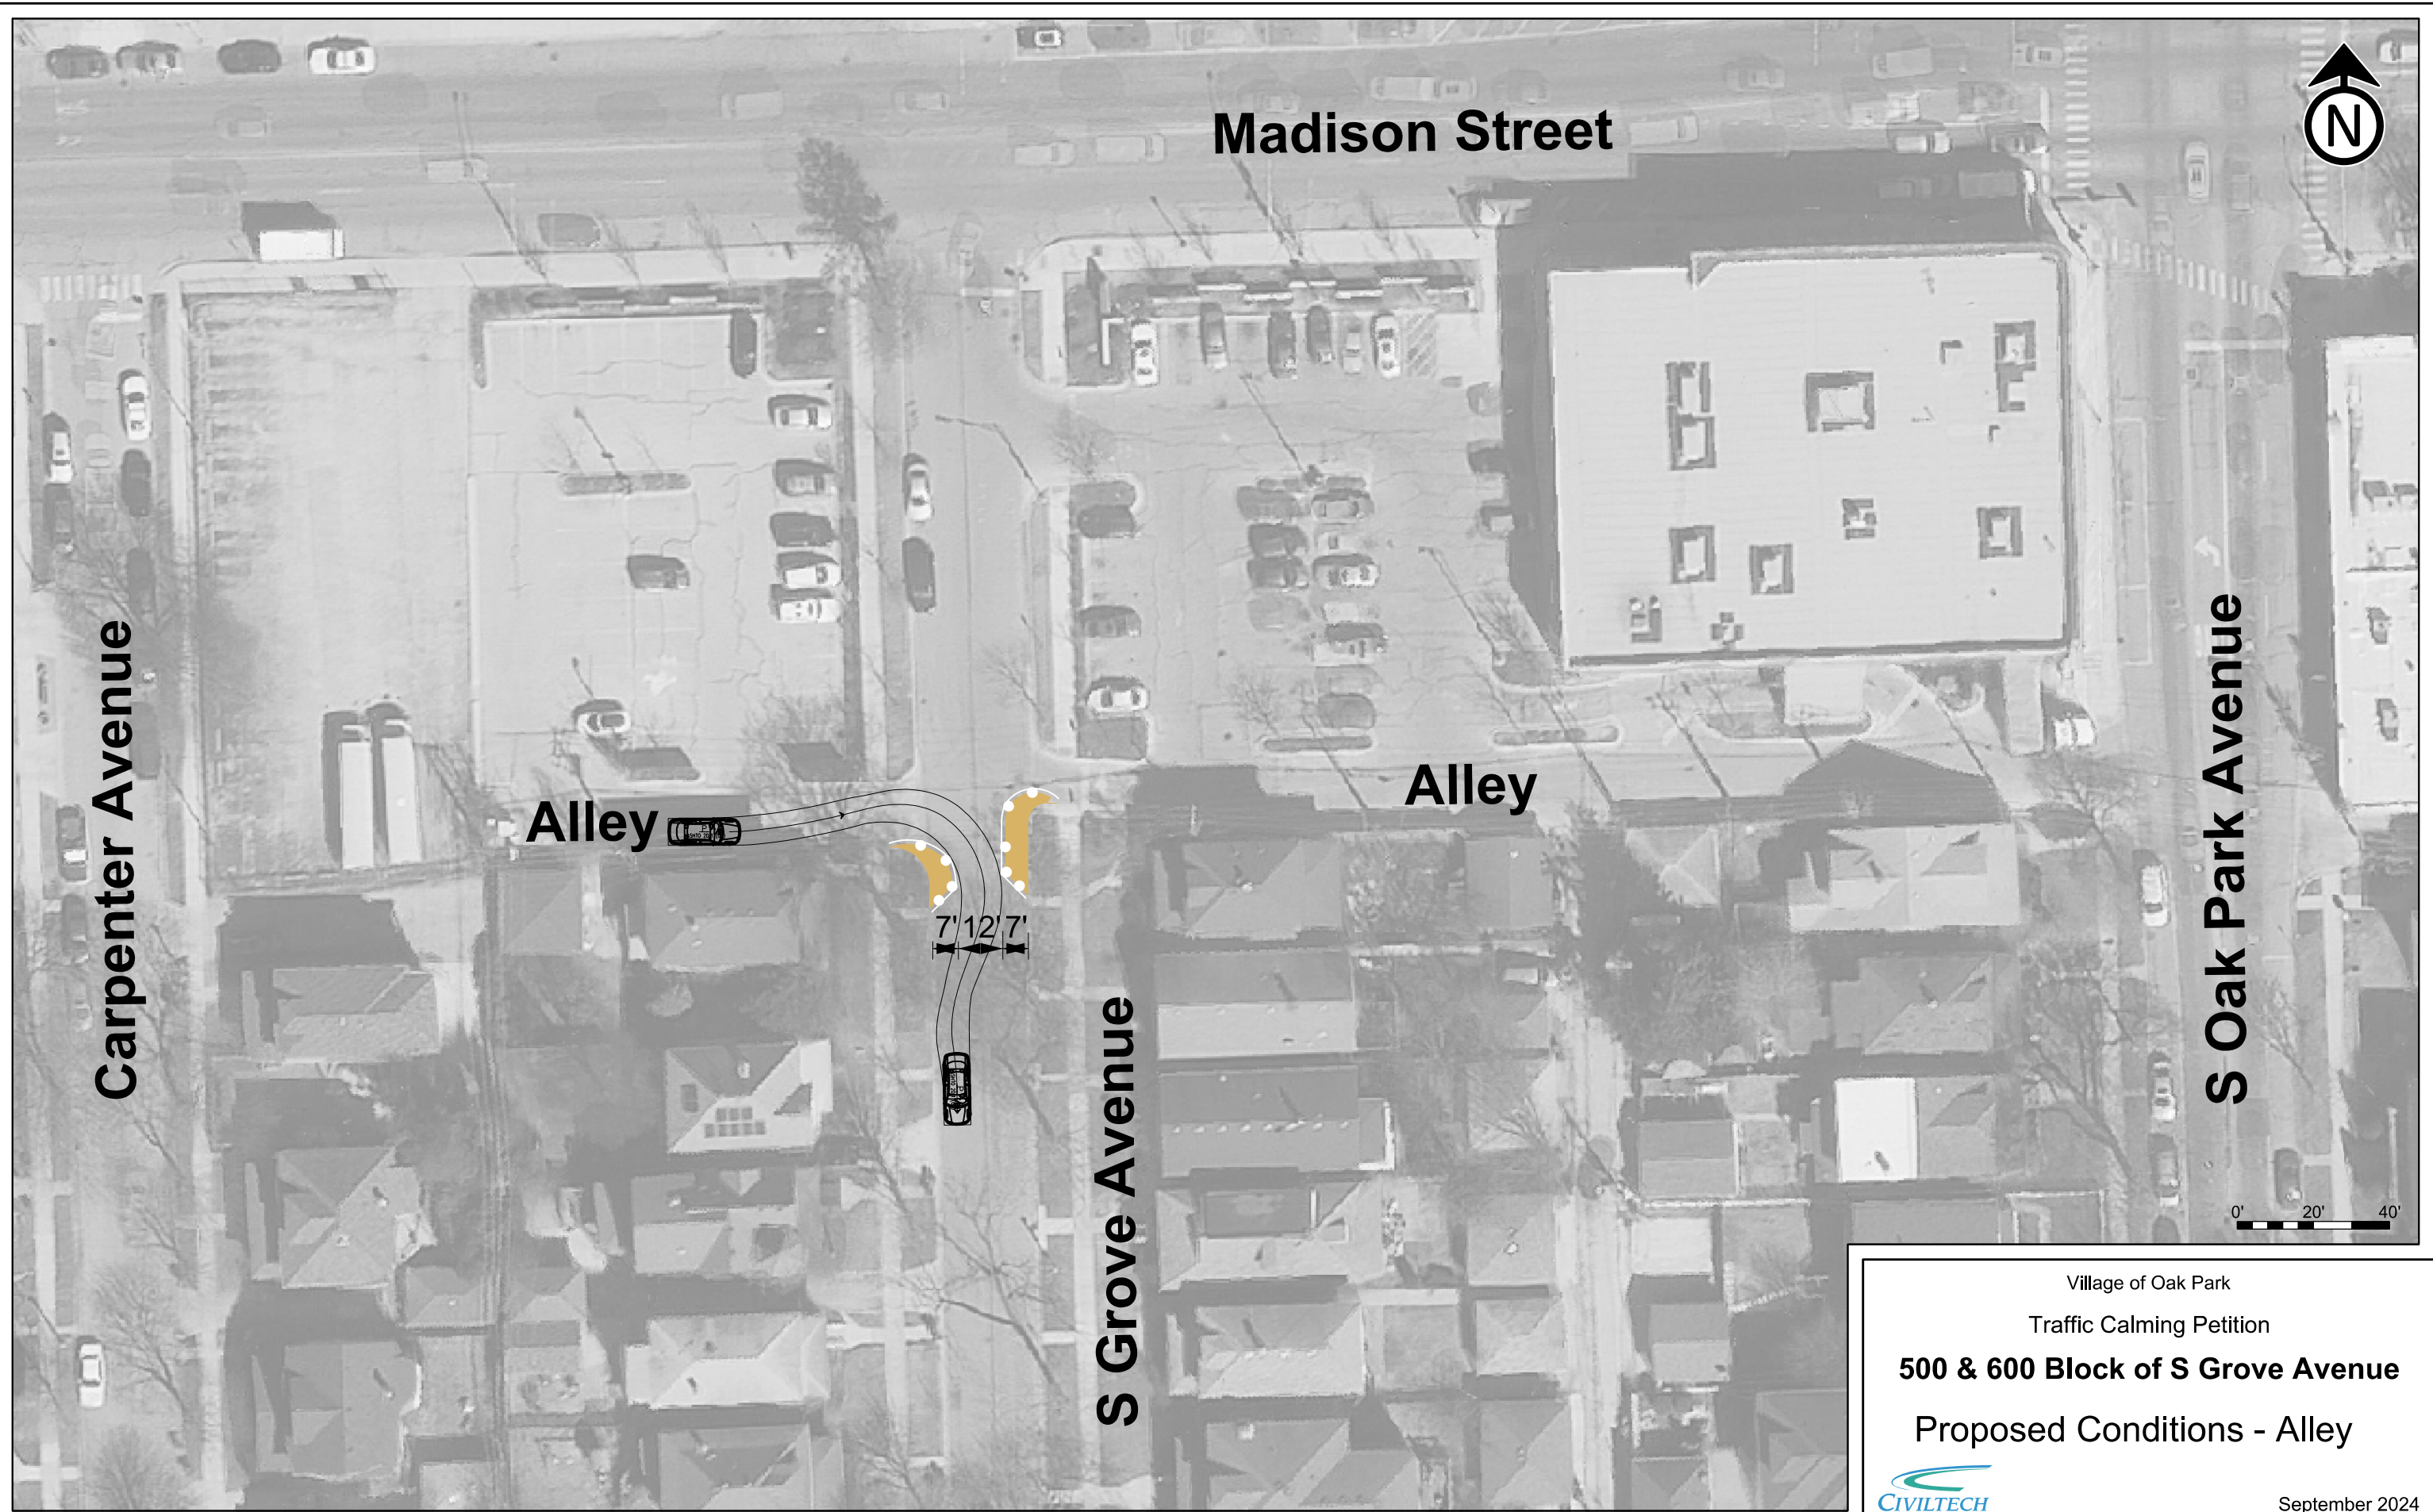 Madison Street
N
Carpenter Avenue
Alley
Alley
7' 12' 7'
S Grove Avenue
S Oak Park Avenue
0' 20' 40'
Village of Oak Park
Traffic Calming Petition
500 & 600 Block of S Grove Avenue
Proposed Conditions - Alley
CIVILTECH
September 2024